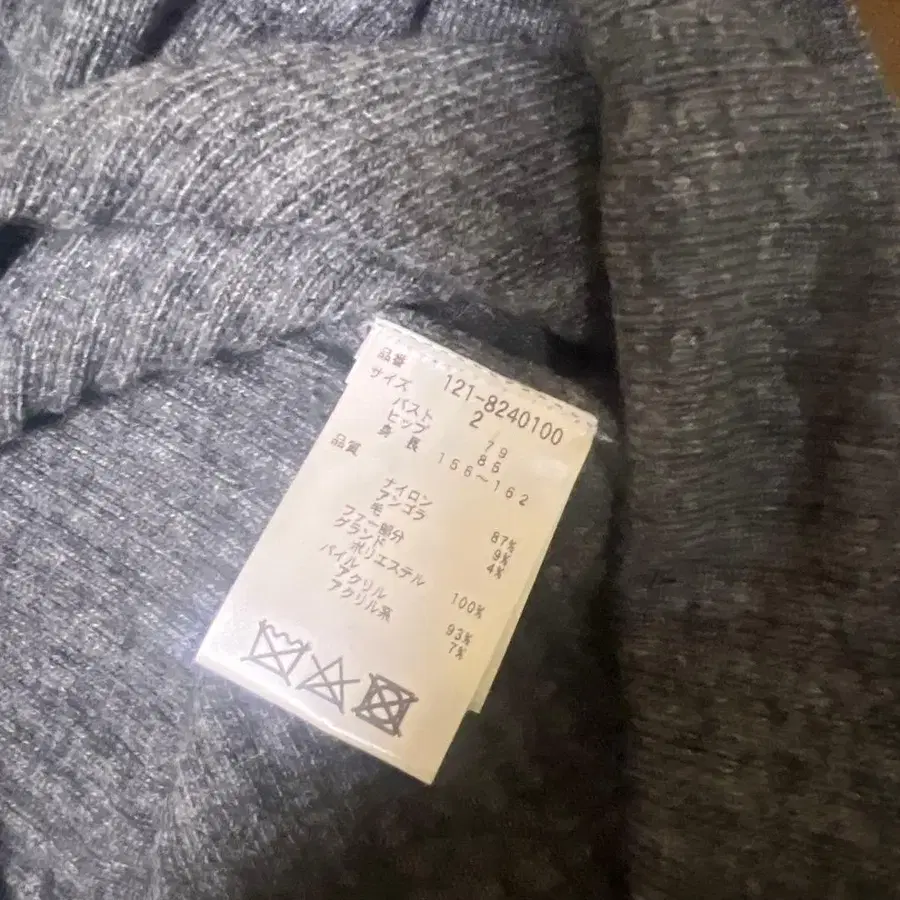 品番 121-8240100
サイズ 2
バスト 79
ヒップ 86
身長 156~162
品質
ナイロン 87%
アンゴラ 9%
毛 4%
ファー部分
グランド
ポリエステル 100%
パイル
アクリル 93%
アクリル系 7%